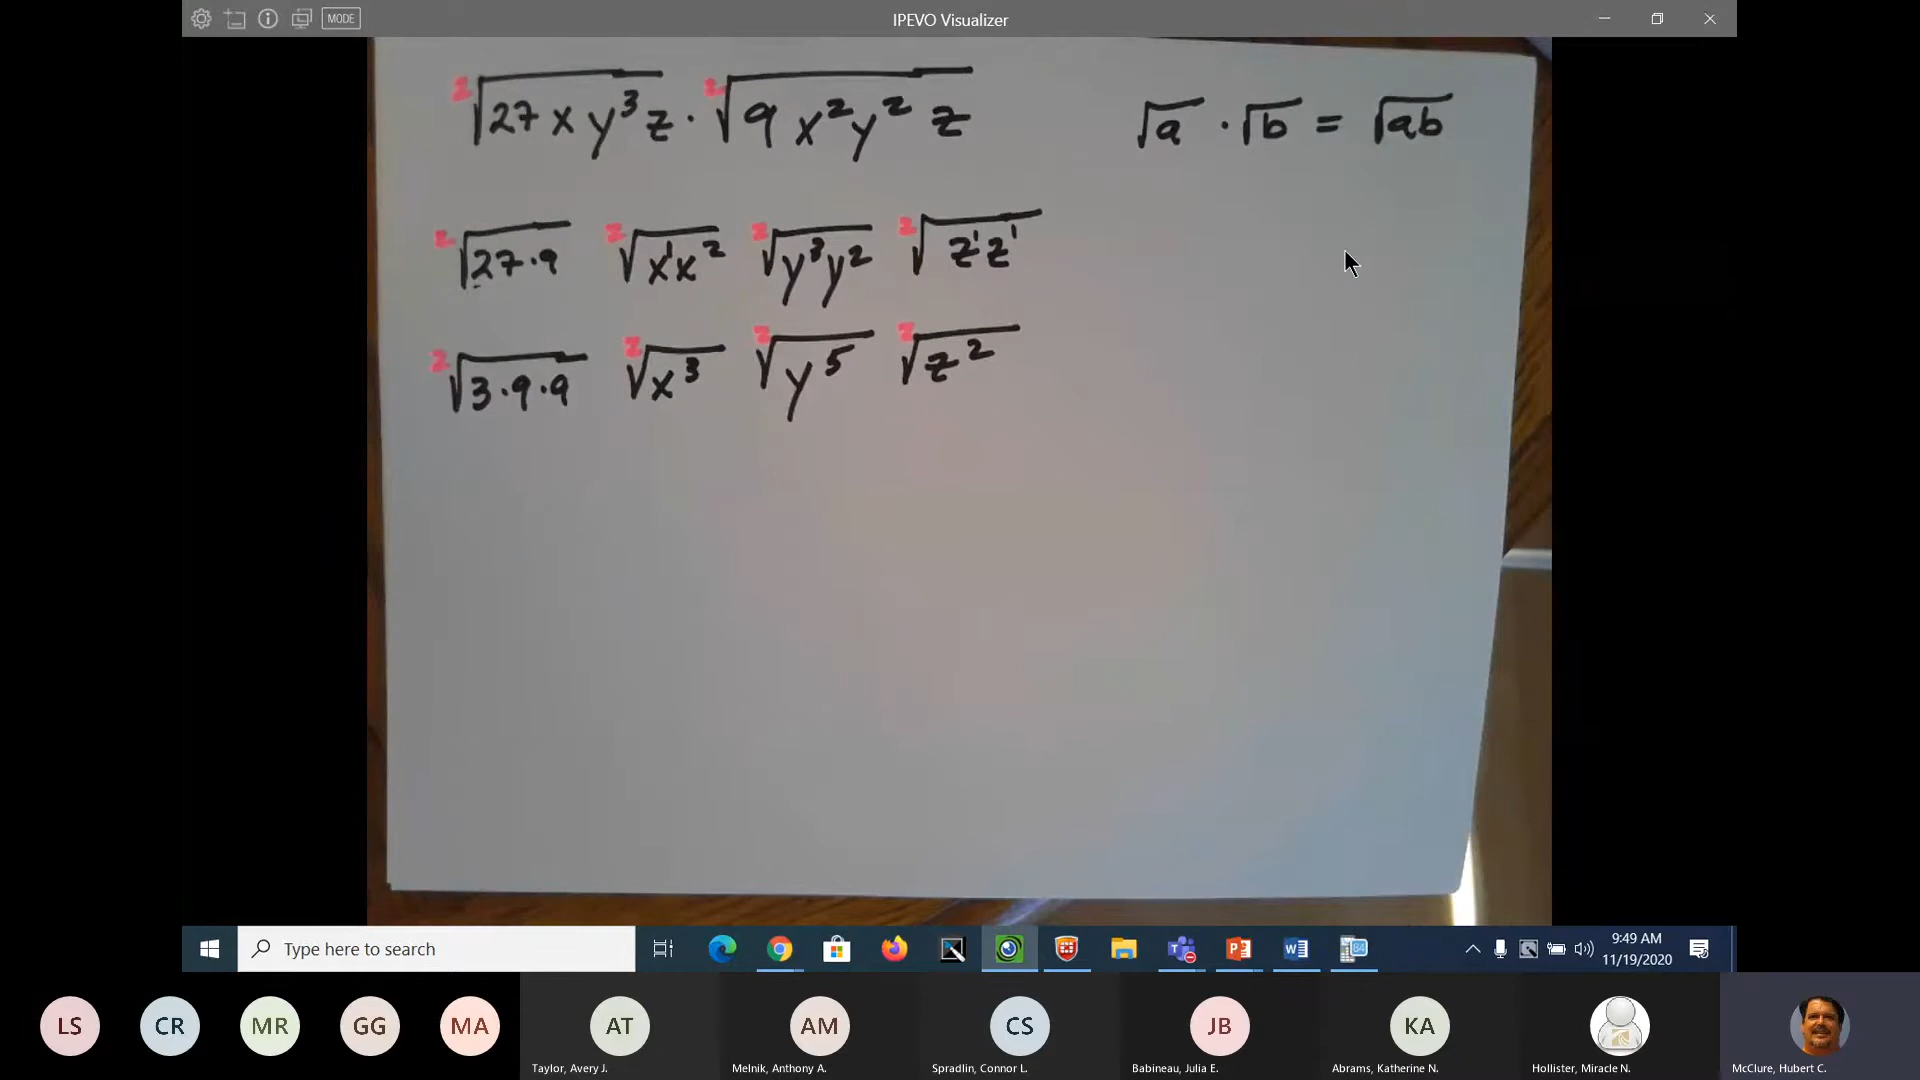 MODE
IPEVO Visualizer
²√27xy³z · ²√9x²y²z
√a · √b = √ab
²√27·9 ²√x¹x² ²√y³y² ²√z¹z¹
²√3·9·9 ²√x³ ²√y⁵ ²√z²
Type here to search
84
9:49 AM
11/19/2020
LS CR MR GG MA AT AM CS JB KA
Taylor, Avery J. Melnik, Anthony A. Spradlin, Connor L. Babineau, Julia E. Abrams, Katherine N. Hollister, Miracle N. McClure, Hubert C.